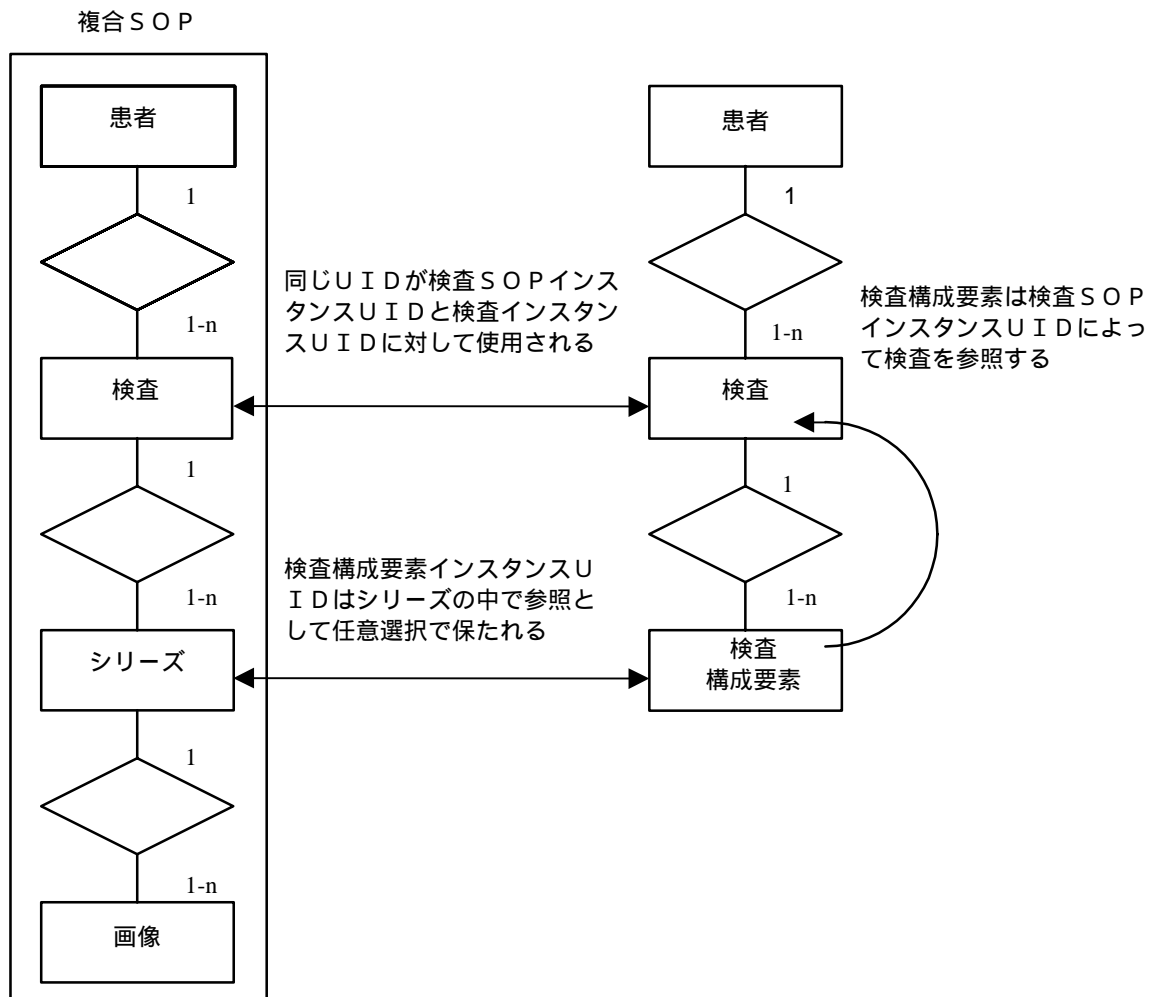 複合ＳＯＰ
患者
患者
1
1
1-n
1-n
同じＵＩＤが検査ＳＯＰインス
タンスＵＩＤと検査インスタン
スＵＩＤに対して使用される
検査構成要素は検査ＳＯＰ
インスタンスＵＩＤによっ
て検査を参照する
検査
検査
1
1
1-n
1-n
検査構成要素インスタンスＵ
ＩＤはシリーズの中で参照と
して任意選択で保たれる
シリーズ
検査
構成要素
1
1-n
画像